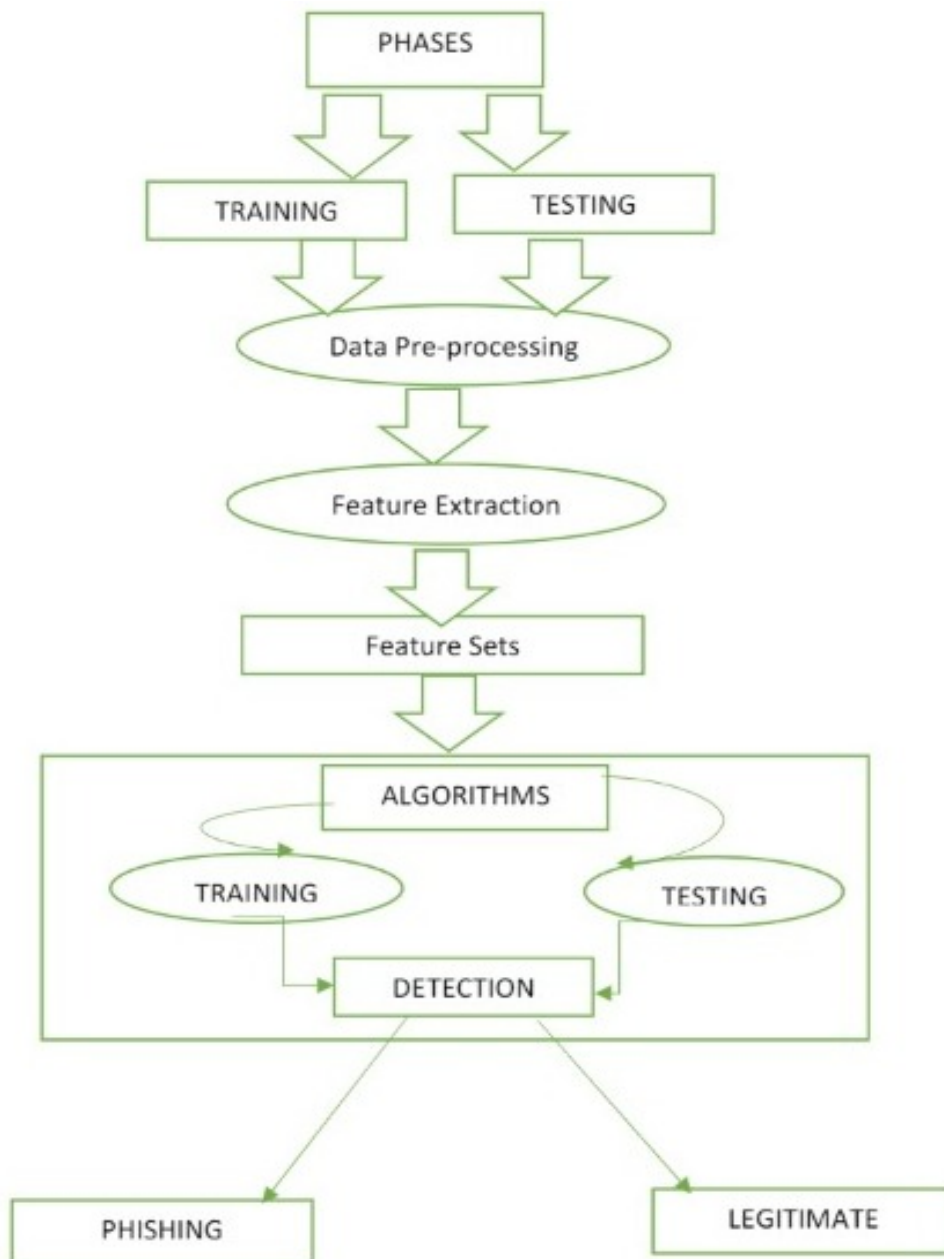 PHASES
TRAINING
TESTING
Data Pre-processing
Feature Extraction
Feature Sets
ALGORITHMS
TRAINING
TESTING
DETECTION
PHISHING
LEGITIMATE